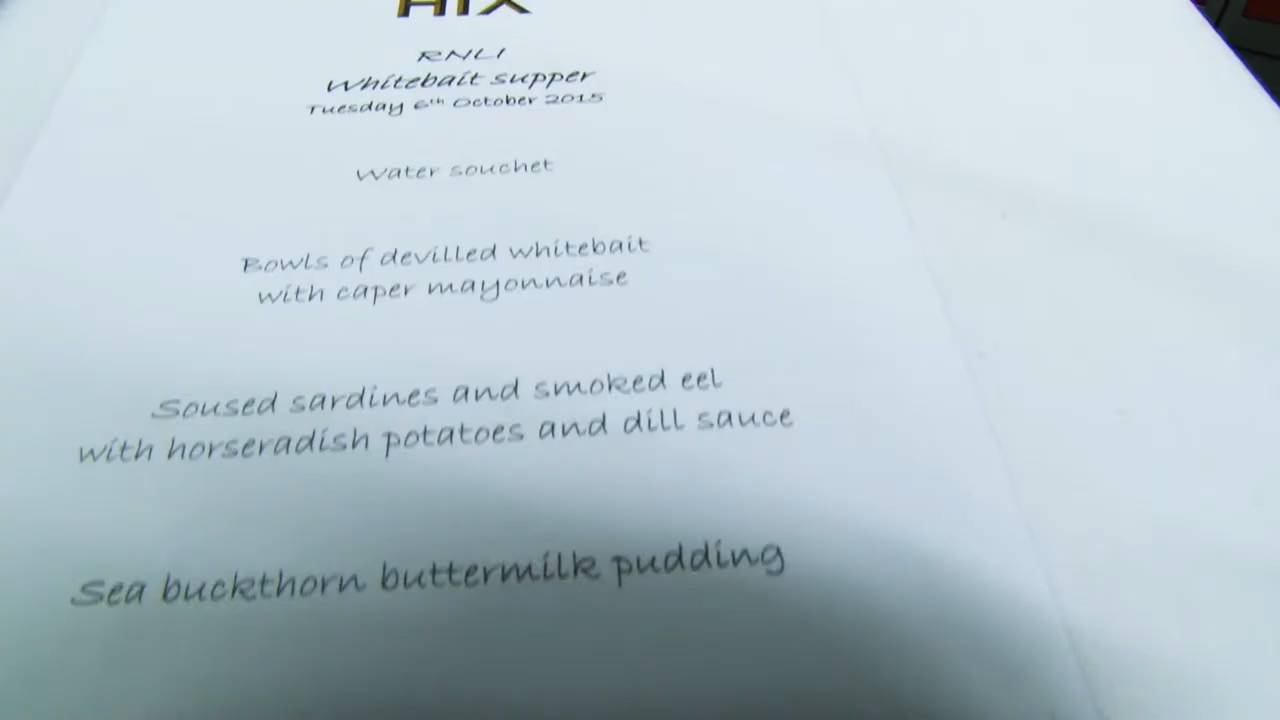 HIX
RNLI
Whitebait supper
Tuesday 6th October 2015
Water souchet
Bowls of devilled whitebait
with caper mayonnaise
Soused sardines and smoked eel
with horseradish potatoes and dill sauce
Sea buckthorn buttermilk pudding